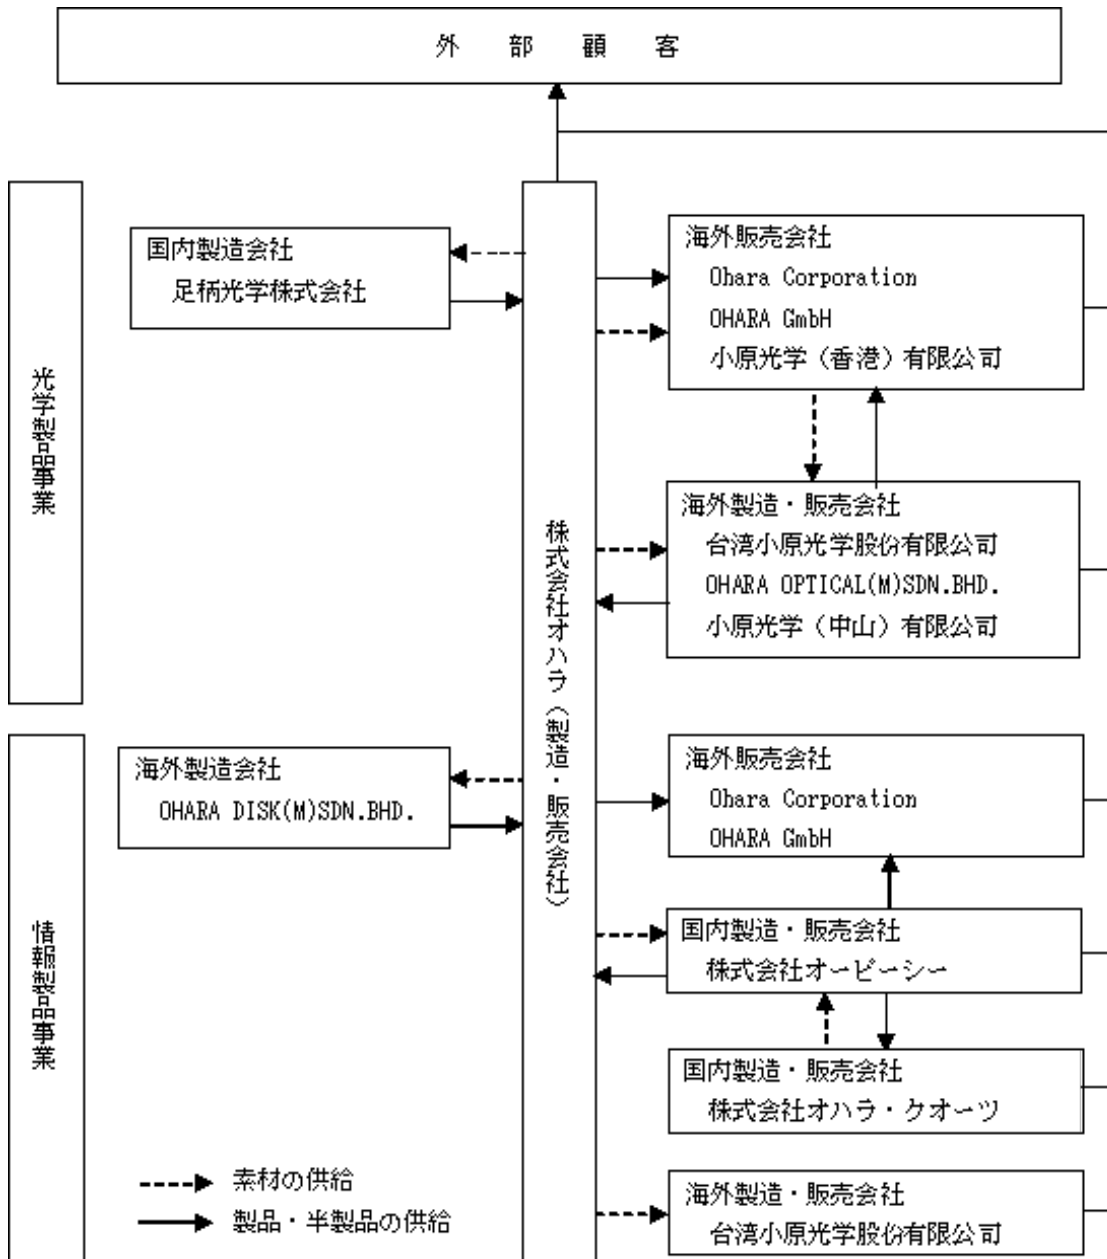 外部顧客
光学製品事業
国内製造会社
足柄光学株式会社
株式会社オハラ（製造・販売会社）
海外販売会社
Ohara Corporation
OHARA GmbH
小原光学（香港）有限公司
海外製造・販売会社
台湾小原光学股份有限公司
OHARA OPTICAL(M)SDN.BHD.
小原光学（中山）有限公司
情報製品事業
海外製造会社
OHARA DISK(M)SDN.BHD.
海外販売会社
Ohara Corporation
OHARA GmbH
国内製造・販売会社
株式会社オーピーシー
国内製造・販売会社
株式会社オハラ・クオーツ
海外製造・販売会社
台湾小原光学股份有限公司
素材の供給
製品・半製品の供給